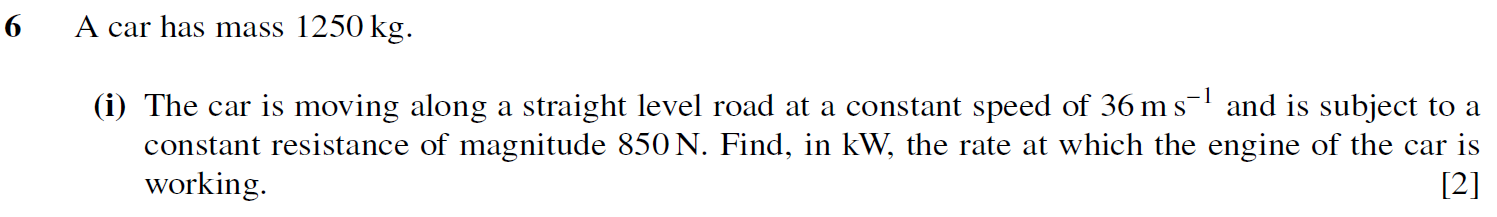 6 A car has mass 1250 kg.
(i) The car is moving along a straight level road at a constant speed of 36 m s⁻¹ and is subject to a
constant resistance of magnitude 850 N. Find, in kW, the rate at which the engine of the car is
working. [2]